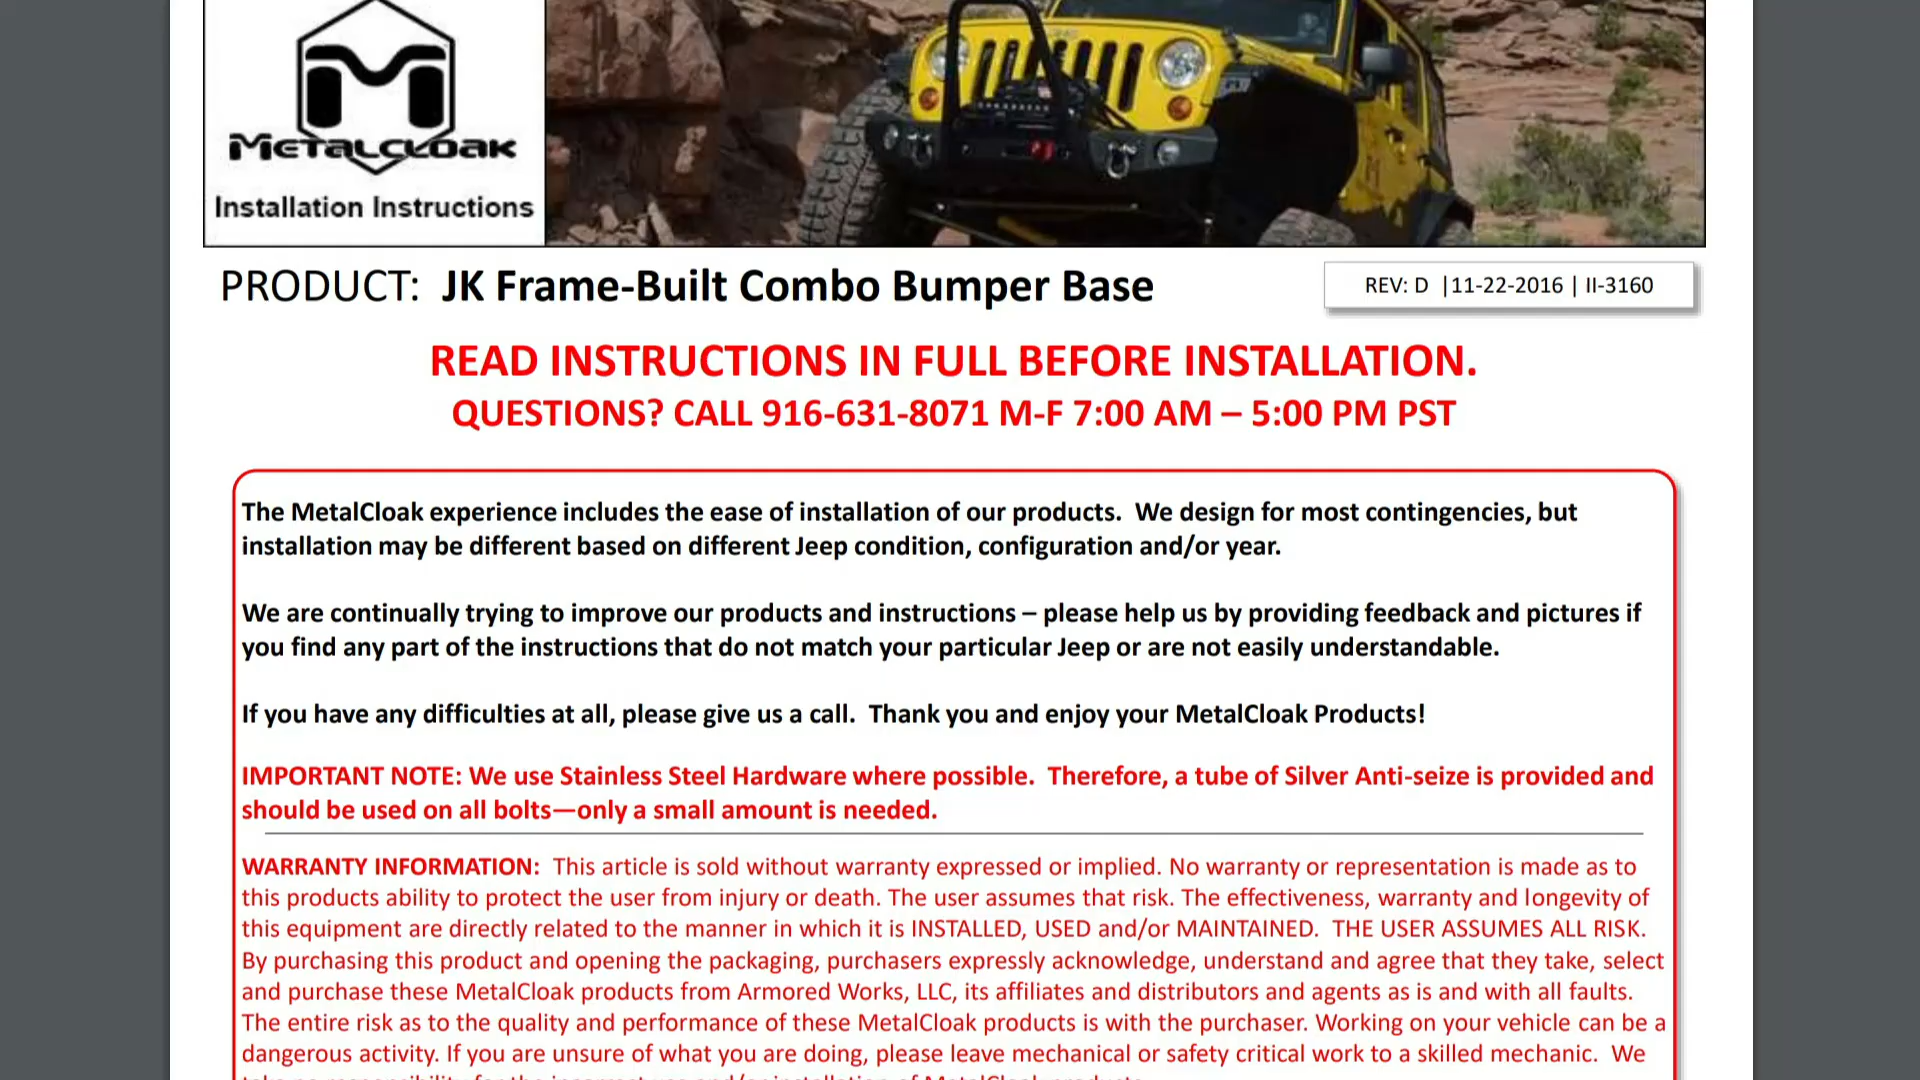 MetalCloak
Installation Instructions
PRODUCT: JK Frame-Built Combo Bumper Base
REV: D |11-22-2016 | II-3160
READ INSTRUCTIONS IN FULL BEFORE INSTALLATION.
QUESTIONS? CALL 916-631-8071 M-F 7:00 AM – 5:00 PM PST
The MetalCloak experience includes the ease of installation of our products. We design for most contingencies, but
installation may be different based on different Jeep condition, configuration and/or year.
We are continually trying to improve our products and instructions – please help us by providing feedback and pictures if
you find any part of the instructions that do not match your particular Jeep or are not easily understandable.
If you have any difficulties at all, please give us a call. Thank you and enjoy your MetalCloak Products!
IMPORTANT NOTE: We use Stainless Steel Hardware where possible. Therefore, a tube of Silver Anti-seize is provided and
should be used on all bolts—only a small amount is needed.
WARRANTY INFORMATION: This article is sold without warranty expressed or implied. No warranty or representation is made as to
this products ability to protect the user from injury or death. The user assumes that risk. The effectiveness, warranty and longevity of
this equipment are directly related to the manner in which it is INSTALLED, USED and/or MAINTAINED. THE USER ASSUMES ALL RISK.
By purchasing this product and opening the packaging, purchasers expressly acknowledge, understand and agree that they take, select
and purchase these MetalCloak products from Armored Works, LLC, its affiliates and distributors and agents as is and with all faults.
The entire risk as to the quality and performance of these MetalCloak products is with the purchaser. Working on your vehicle can be a
dangerous activity. If you are unsure of what you are doing, please leave mechanical or safety critical work to a skilled mechanic. We